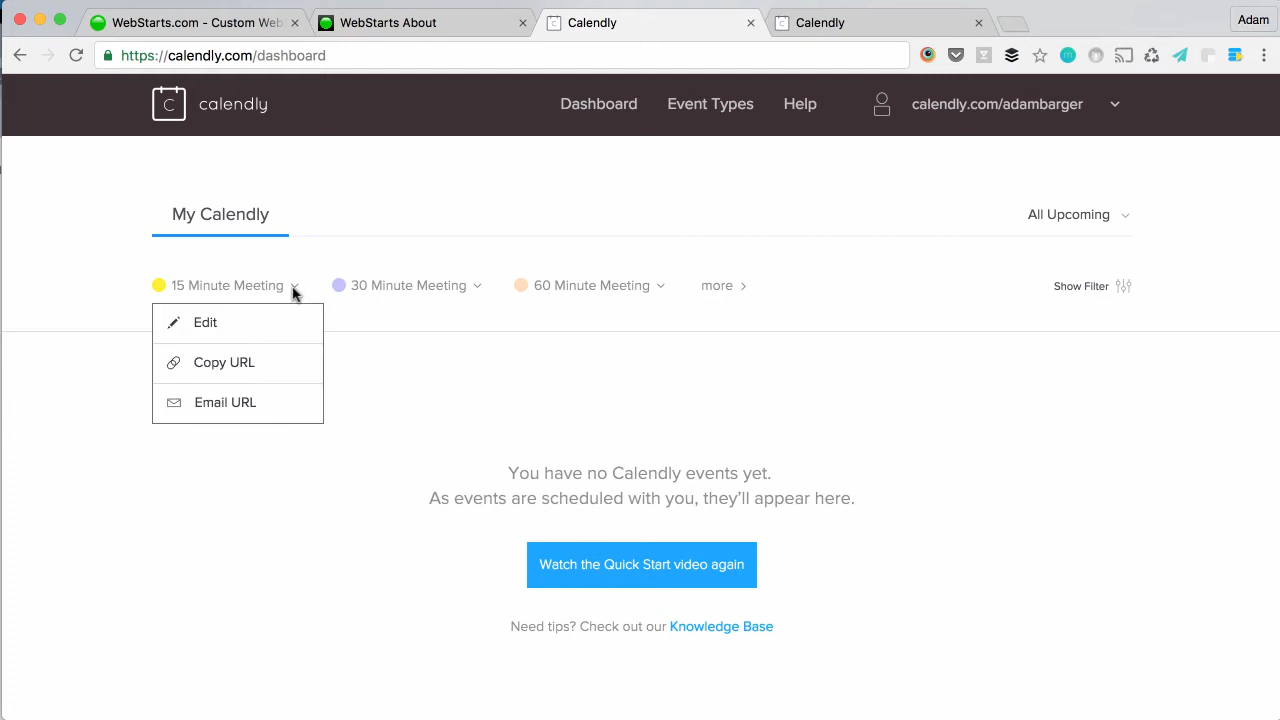 WebStarts.com - Custom Web
WebStarts About
Calendly
Calendly
Adam
https://calendly.com/dashboard
C calendly
Dashboard
Event Types
Help
calendly.com/adambarger
My Calendly
All Upcoming
15 Minute Meeting
30 Minute Meeting
60 Minute Meeting
more
Show Filter
Edit
Copy URL
Email URL
You have no Calendly events yet.
As events are scheduled with you, they'll appear here.
Watch the Quick Start video again
Need tips? Check out our Knowledge Base